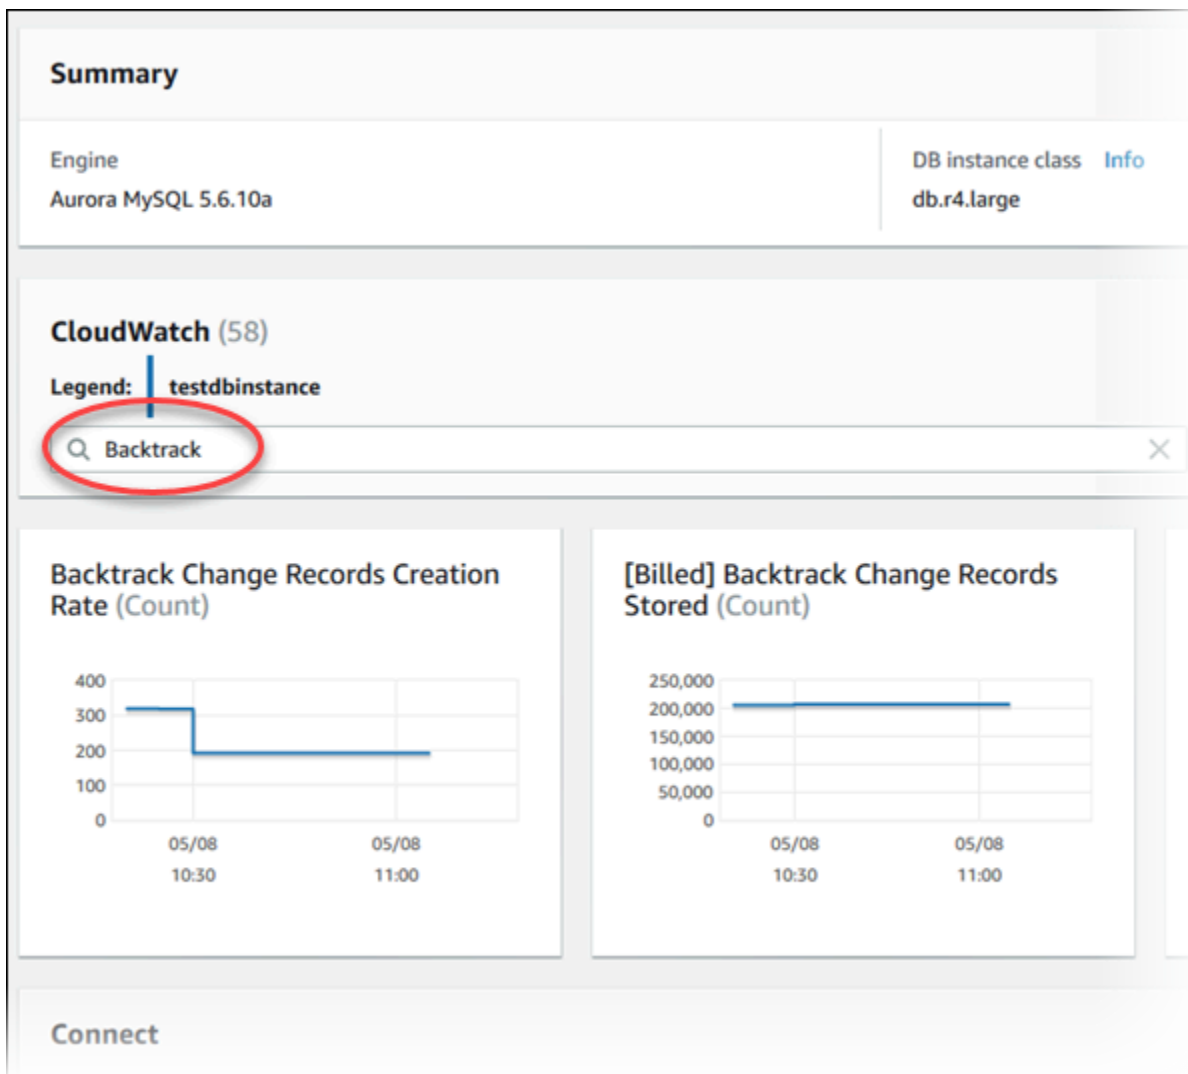 Summary
Engine
Aurora MySQL 5.6.10a
DB instance class Info
db.r4.large
CloudWatch (58)
Legend: testdbinstance
Backtrack
Backtrack Change Records Creation
Rate (Count)
400
300
200
100
0
05/08
10:30
05/08
11:00
[Billed] Backtrack Change Records
Stored (Count)
250,000
200,000
150,000
100,000
50,000
0
05/08
10:30
05/08
11:00
Connect